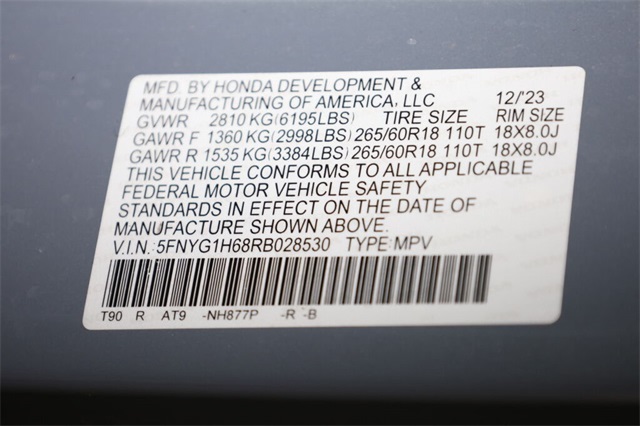 MFD. BY HONDA DEVELOPMENT &
MANUFACTURING OF AMERICA, LLC 12/'23
GVWR 2810 KG(6195LBS) TIRE SIZE RIM SIZE
GAWR F 1360 KG(2998LBS) 265/60R18 110T 18X8.0J
GAWR R 1535 KG(3384LBS) 265/60R18 110T 18X8.0J
THIS VEHICLE CONFORMS TO ALL APPLICABLE
FEDERAL MOTOR VEHICLE SAFETY
STANDARDS IN EFFECT ON THE DATE OF
MANUFACTURE SHOWN ABOVE.
V.I.N. 5FNYG1H68RB028530 TYPE:MPV
T90 R AT9 -NH877P -R -B